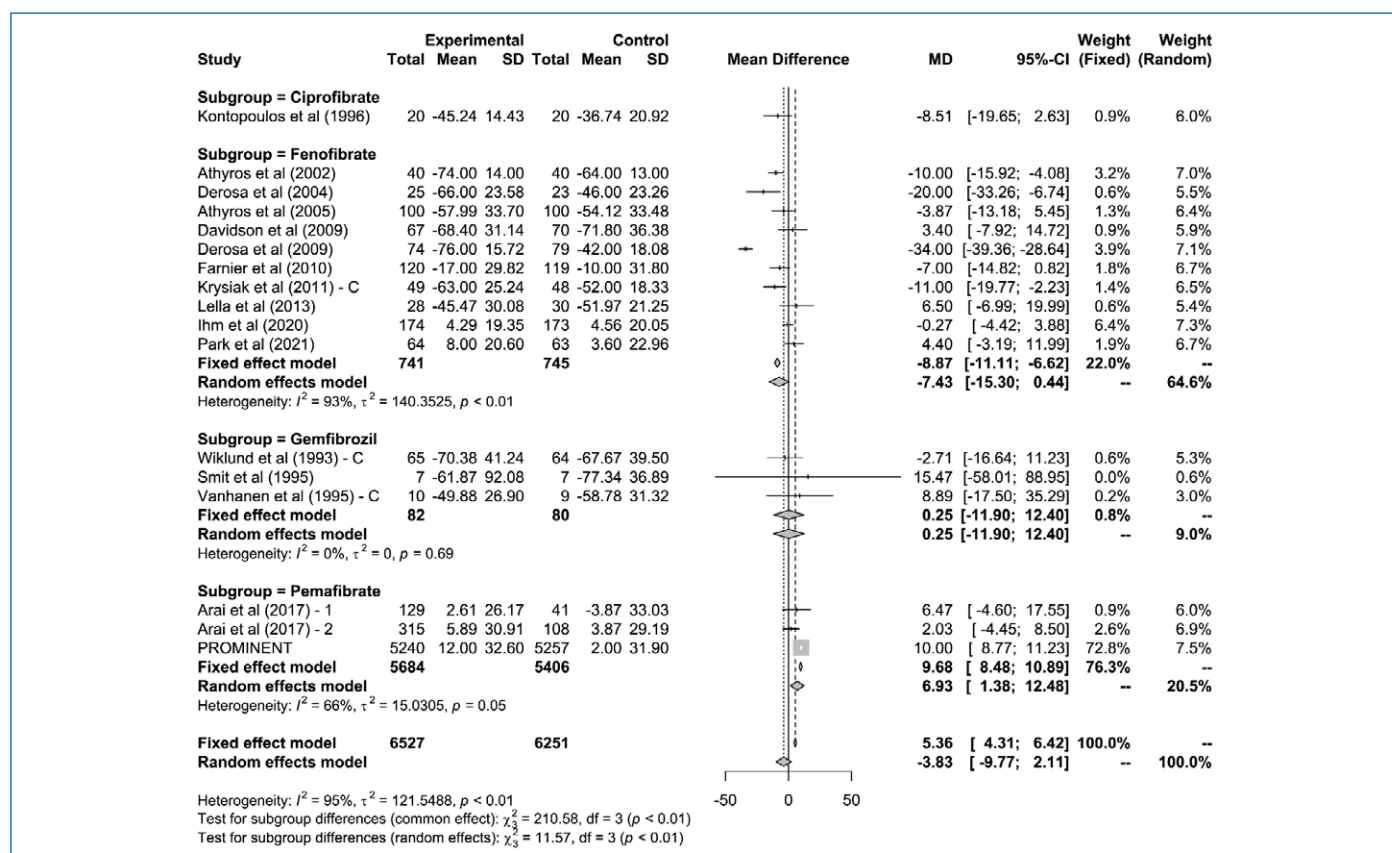 Experimental Control Weight Weight
Study Total Mean SD Total Mean SD Mean Difference MD 95%-CI (Fixed) (Random)
Subgroup = Ciprofibrate
Kontopoulos et al (1996) 20 -45.24 14.43 20 -36.74 20.92 -8.51 [-19.65; 2.63] 0.9% 6.0%
Subgroup = Fenofibrate
Athyros et al (2002) 40 -74.00 14.00 40 -64.00 13.00 -10.00 [-15.92; -4.08] 3.2% 7.0%
Derosa et al (2004) 25 -66.00 23.58 23 -46.00 23.26 -20.00 [-33.26; -6.74] 0.6% 5.5%
Athyros et al (2005) 100 -57.99 33.70 100 -54.12 33.48 -3.87 [-13.18; 5.45] 1.3% 6.4%
Davidson et al (2009) 67 -68.40 31.14 70 -71.80 36.38 3.40 [ -7.92; 14.72] 0.9% 5.9%
Derosa et al (2009) 74 -76.00 15.72 79 -42.00 18.08 -34.00 [-39.36; -28.64] 3.9% 7.1%
Farnier et al (2010) 120 -17.00 29.82 119 -10.00 31.80 -7.00 [-14.82; 0.82] 1.8% 6.7%
Krysiak et al (2011) - C 49 -63.00 25.24 48 -52.00 18.33 -11.00 [-19.77; -2.23] 1.4% 6.5%
Lella et al (2013) 28 -45.47 30.08 30 -51.97 21.25 6.50 [ -6.99; 19.99] 0.6% 5.4%
Ihm et al (2020) 174 4.29 19.35 173 4.56 20.05 -0.27 [ -4.42; 3.88] 6.4% 7.3%
Park et al (2021) 64 8.00 20.60 63 3.60 22.96 4.40 [ -3.19; 11.99] 1.9% 6.7%
Fixed effect model 741 745 -8.87 [-11.11; -6.62] 22.0% --
Random effects model -7.43 [-15.30; 0.44] -- 64.6%
Heterogeneity: I² = 93%, τ² = 140.3525, p < 0.01
Subgroup = Gemfibrozil
Wiklund et al (1993) - C 65 -70.38 41.24 64 -67.67 39.50 -2.71 [-16.64; 11.23] 0.6% 5.3%
Smit et al (1995) 7 -61.87 92.08 7 -77.34 36.89 15.47 [-58.01; 88.95] 0.0% 0.6%
Vanhanen et al (1995) - C 10 -49.88 26.90 9 -58.78 31.32 8.89 [-17.50; 35.29] 0.2% 3.0%
Fixed effect model 82 80 0.25 [-11.90; 12.40] 0.8% --
Random effects model 0.25 [-11.90; 12.40] -- 9.0%
Heterogeneity: I² = 0%, τ² = 0, p = 0.69
Subgroup = Pemafibrate
Arai et al (2017) - 1 129 2.61 26.17 41 -3.87 33.03 6.47 [ -4.60; 17.55] 0.9% 6.0%
Arai et al (2017) - 2 315 5.89 30.91 108 3.87 29.19 2.03 [ -4.45; 8.50] 2.6% 6.9%
PROMINENT 5240 12.00 32.60 5257 2.00 31.90 10.00 [ 8.77; 11.23] 72.8% 7.5%
Fixed effect model 5684 5406 9.68 [ 8.48; 10.89] 76.3% --
Random effects model 6.93 [ 1.38; 12.48] -- 20.5%
Heterogeneity: I² = 66%, τ² = 15.0305, p = 0.05
Fixed effect model 6527 6251 5.36 [ 4.31; 6.42] 100.0% --
Random effects model -3.83 [ -9.77; 2.11] -- 100.0%
Heterogeneity: I² = 95%, τ² = 121.5488, p < 0.01 -50 0 50
Test for subgroup differences (common effect): χ²₃ = 210.58, df = 3 (p < 0.01)
Test for subgroup differences (random effects): χ²₃ = 11.57, df = 3 (p < 0.01)